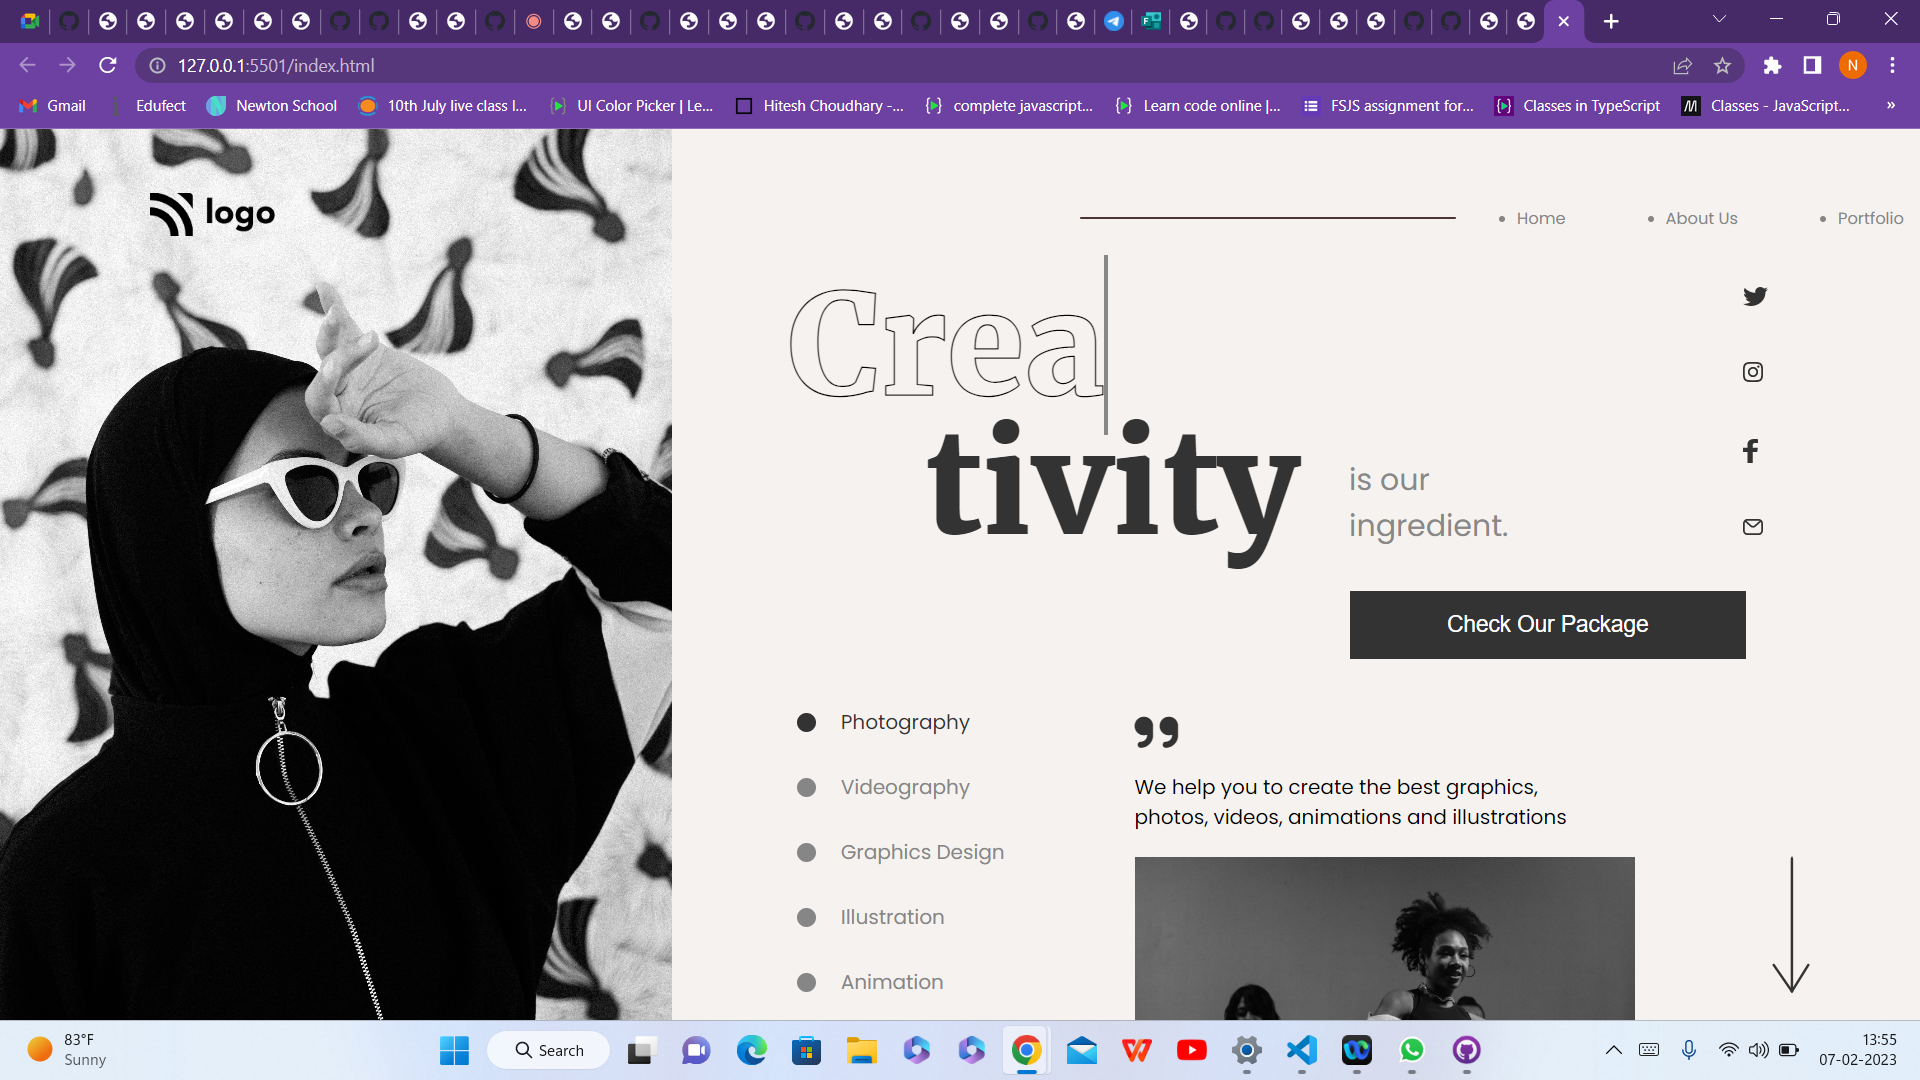 127.0.0.1:5501/index.html
N
Gmail
Edufect
Newton School
10th July live class l...
UI Color Picker | Le...
Hitesh Choudhary -...
complete javascript...
Learn code online |...
FSJS assignment for...
Classes in TypeScript
Classes - JavaScript...
»
logo
Home
About Us
Portfolio
Crea
tivity
is our
ingredient.
Check Our Package
Photography
Videography
Graphics Design
Illustration
Animation
We help you to create the best graphics,
photos, videos, animations and illustrations
83°F
Sunny
Search
13:55
07-02-2023